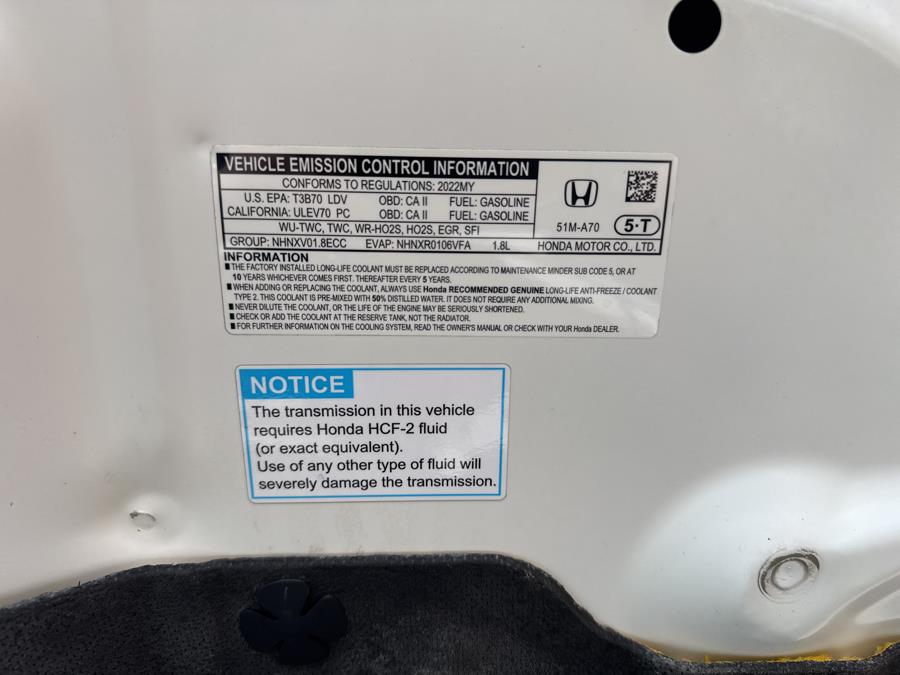 VEHICLE EMISSION CONTROL INFORMATION
CONFORMS TO REGULATIONS: 2022MY
U.S. EPA: T3B70 LDV OBD: CA II FUEL: GASOLINE
CALIFORNIA: ULEV70 PC OBD: CA II FUEL: GASOLINE
WU-TWC, TWC, WR-HO2S, HO2S, EGR, SFI
GROUP: NHNXV01.8ECC EVAP: NHNXR0106VFA 1.8L
51M-A70 5·T
HONDA MOTOR CO., LTD.
INFORMATION
■ THE FACTORY INSTALLED LONG-LIFE COOLANT MUST BE REPLACED ACCORDING TO MAINTENANCE MINDER SUB CODE 5, OR AT
10 YEARS WHICHEVER COMES FIRST. THEREAFTER EVERY 5 YEARS.
■ WHEN ADDING OR REPLACING THE COOLANT, ALWAYS USE Honda RECOMMENDED GENUINE LONG-LIFE ANTI-FREEZE / COOLANT
TYPE 2. THIS COOLANT IS PRE-MIXED WITH 50% DISTILLED WATER. IT DOES NOT REQUIRE ANY ADDITIONAL MIXING.
■ NEVER DILUTE THE COOLANT, OR THE LIFE OF THE ENGINE MAY BE SERIOUSLY SHORTENED.
■ CHECK OR ADD THE COOLANT AT THE RESERVE TANK, NOT THE RADIATOR.
■ FOR FURTHER INFORMATION ON THE COOLING SYSTEM, READ THE OWNER'S MANUAL OR CHECK WITH YOUR Honda DEALER.
NOTICE
The transmission in this vehicle
requires Honda HCF-2 fluid
(or exact equivalent).
Use of any other type of fluid will
severely damage the transmission.